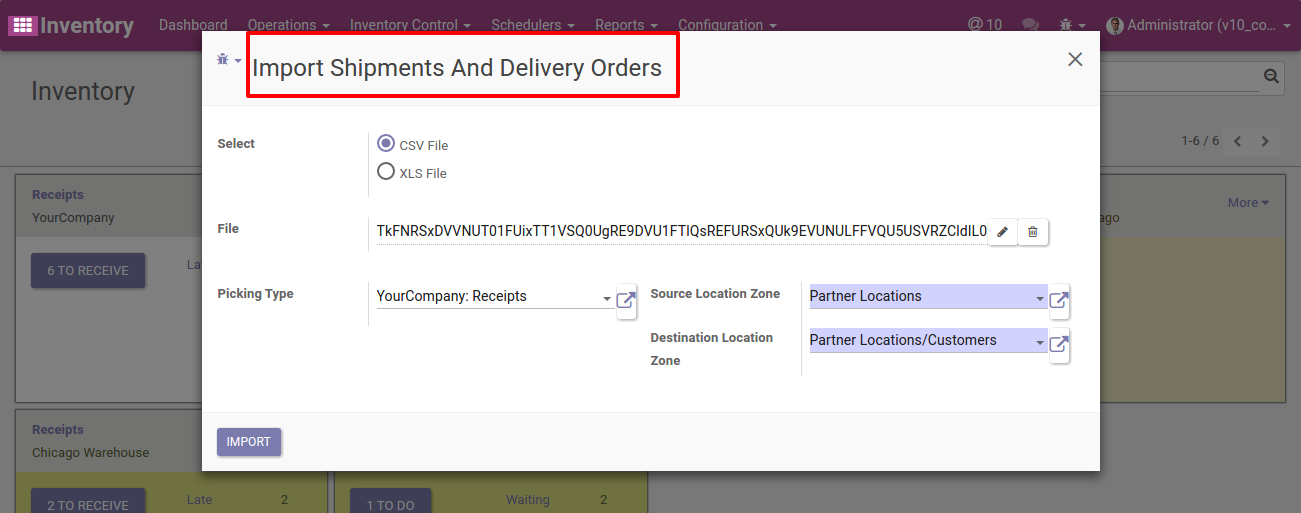 Inventory Dashboard Operations Inventory Control Schedulers Reports Configuration @ 10 Administrator (v10_co...
Import Shipments And Delivery Orders
Inventory
1-6 / 6
Select
CSV File
XLS File
File
TkFNRSxDVVNUT01FUixTT1VSQ0UgRE9DVU1FTlQsREFURSxQUk9EVUNULFFVQU5USVRZCldIL0
Picking Type
YourCompany: Receipts
Source Location Zone
Partner Locations
Destination Location
Zone
Partner Locations/Customers
IMPORT
Receipts
YourCompany
6 TO RECEIVE
More
Receipts
Chicago Warehouse
2 TO RECEIVE
Late 2
1 TO DO
Waiting 2